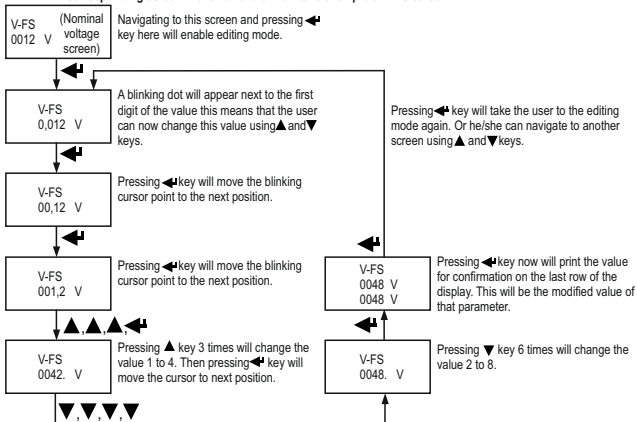 V-FS
0012 V
(Nominal
voltage
screen)
Navigating to this screen and pressing
key here will enable editing mode.
V-FS
0,012 V
A blinking dot will appear next to the first
digit of the value this means that the user
can now change this value using▲ and▼
keys.
V-FS
00,12 V
Pressing key will move the blinking
cursor point to the next position.
V-FS
001,2 V
Pressing key will move the blinking
cursor point to the next position.
▲,▲,▲,
V-FS
0042. V
Pressing ▲ key 3 times will change the
value 1 to 4. Then pressing key will
move the cursor to next position.
▼,▼,▼,▼
Pressing key will take the user to the editing
mode again. Or he/she can navigate to another
screen using▲ and▼keys.
V-FS
0048 V
0048 V
Pressing key now will print the value
for confirmation on the last row of the
display. This will be the modified value of
that parameter.
V-FS
0048. V
Pressing ▼ key 6 times will change the
value 2 to 8.